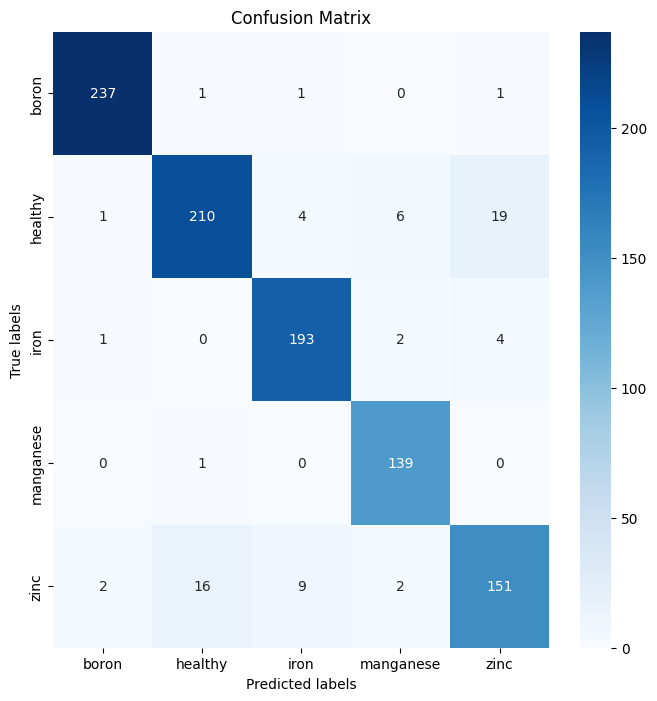 Confusion Matrix
boron 237 1 1 0 1
healthy 1 210 4 6 19
iron 1 0 193 2 4
manganese 0 1 0 139 0
zinc 2 16 9 2 151
boron healthy iron manganese zinc
Predicted labels
True labels
200
150
100
50
0